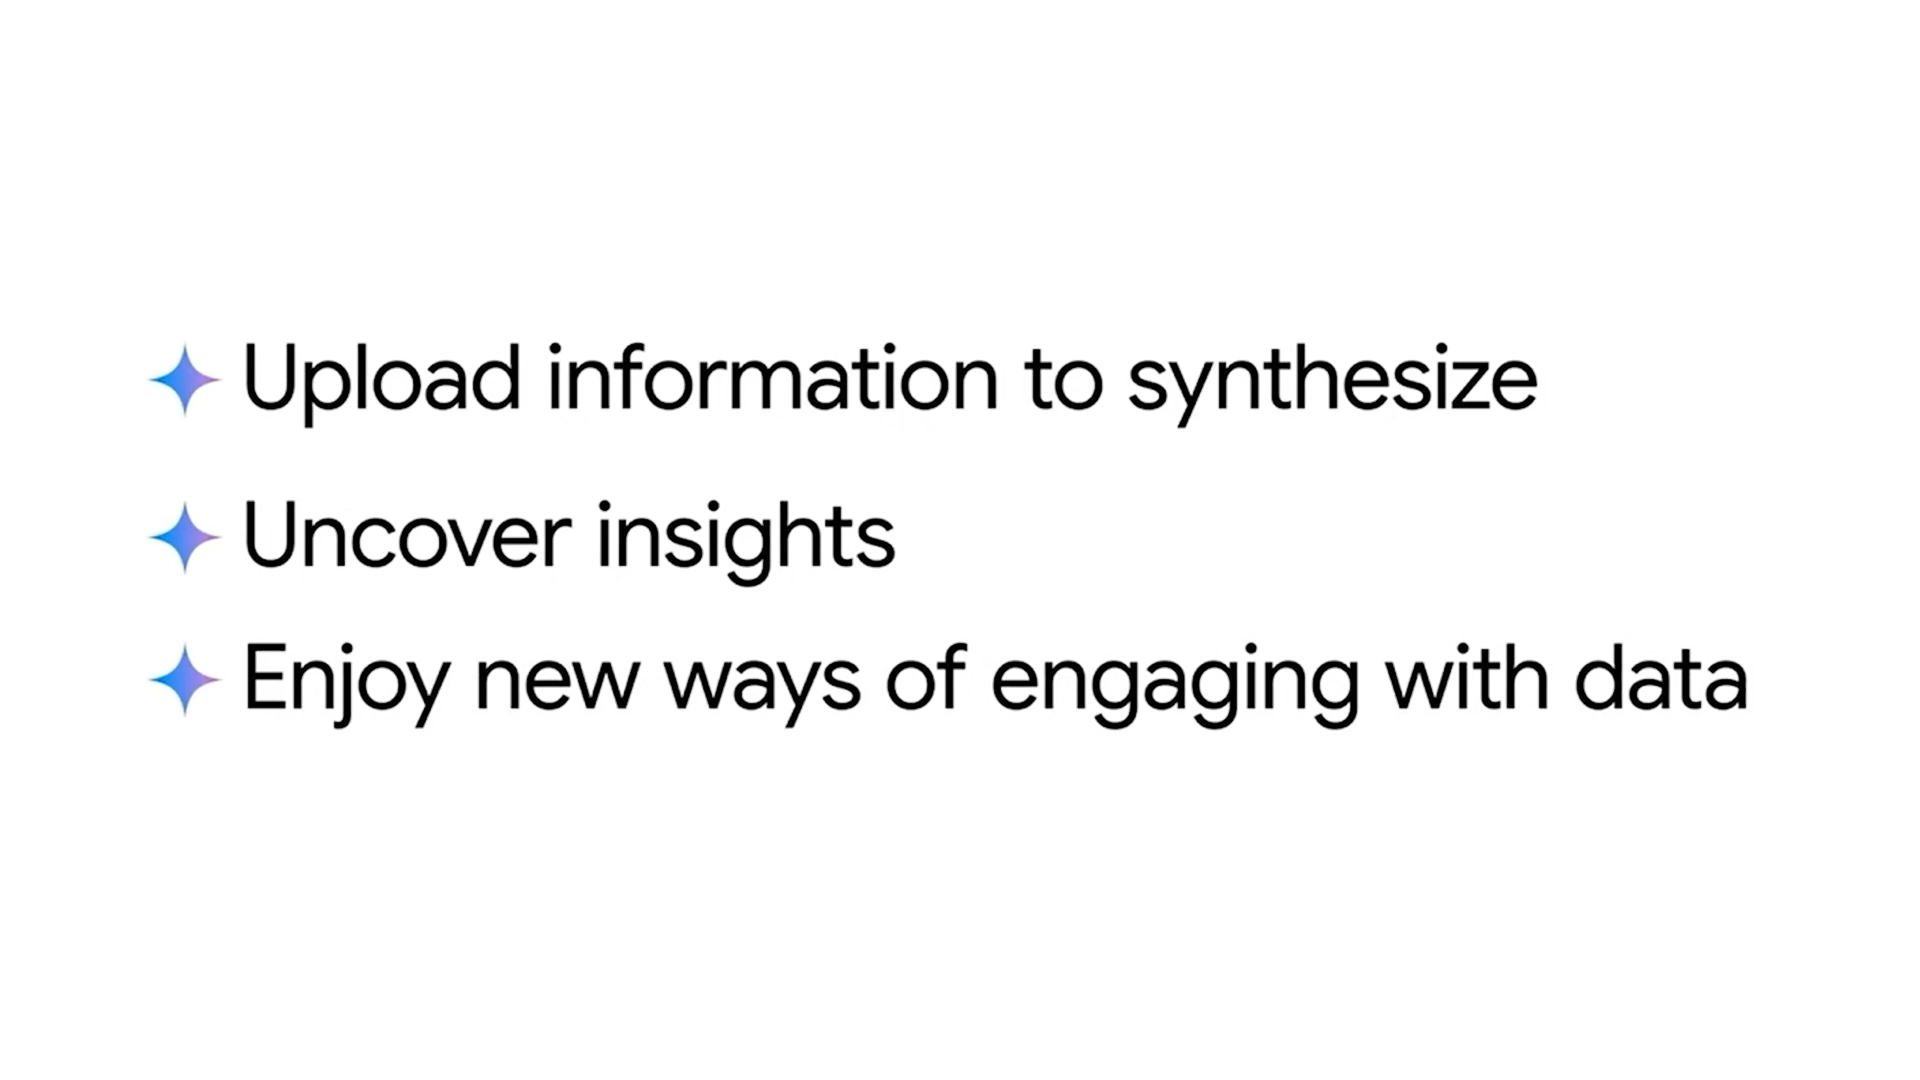 Upload information to synthesize
Uncover insights
Enjoy new ways of engaging with data